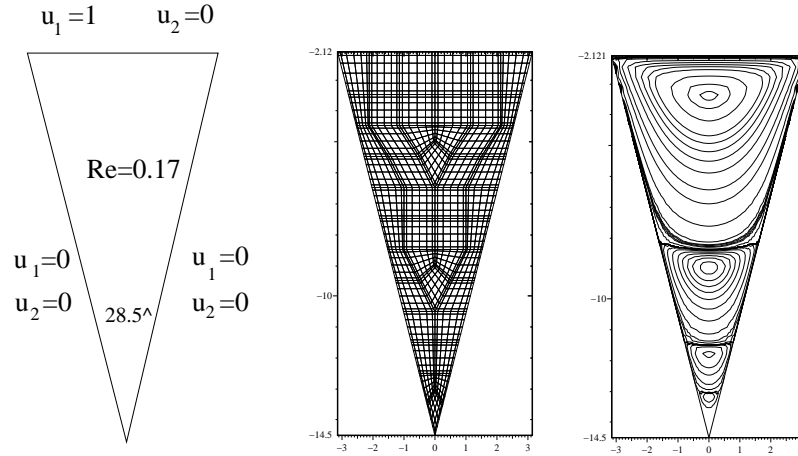 u₁=1 u₂=0
Re=0.17
u₁=0 u₁=0
u₂=0 u₂=0
28.5^
-2.12
-10
-14.5
-3 -2 -1 0 1 2 3
-2.121
-10
-14.5
-3 -2 -1 0 1 2